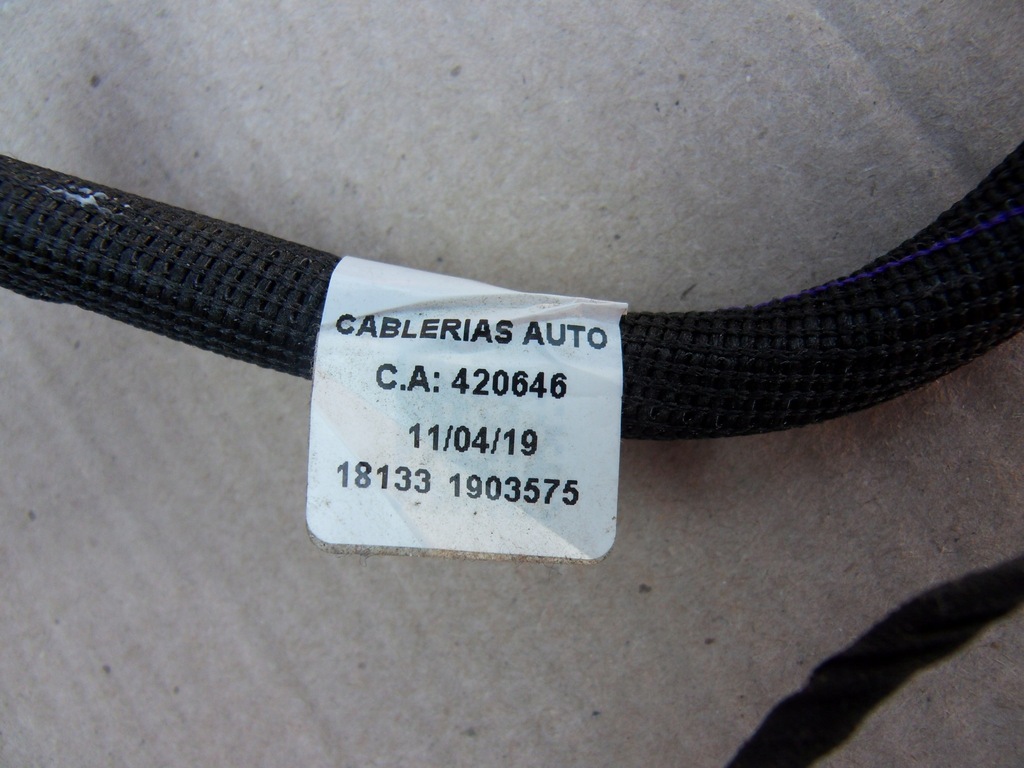 CABLERIAS AUTO
C.A: 420646
11/04/19
18133 1903575